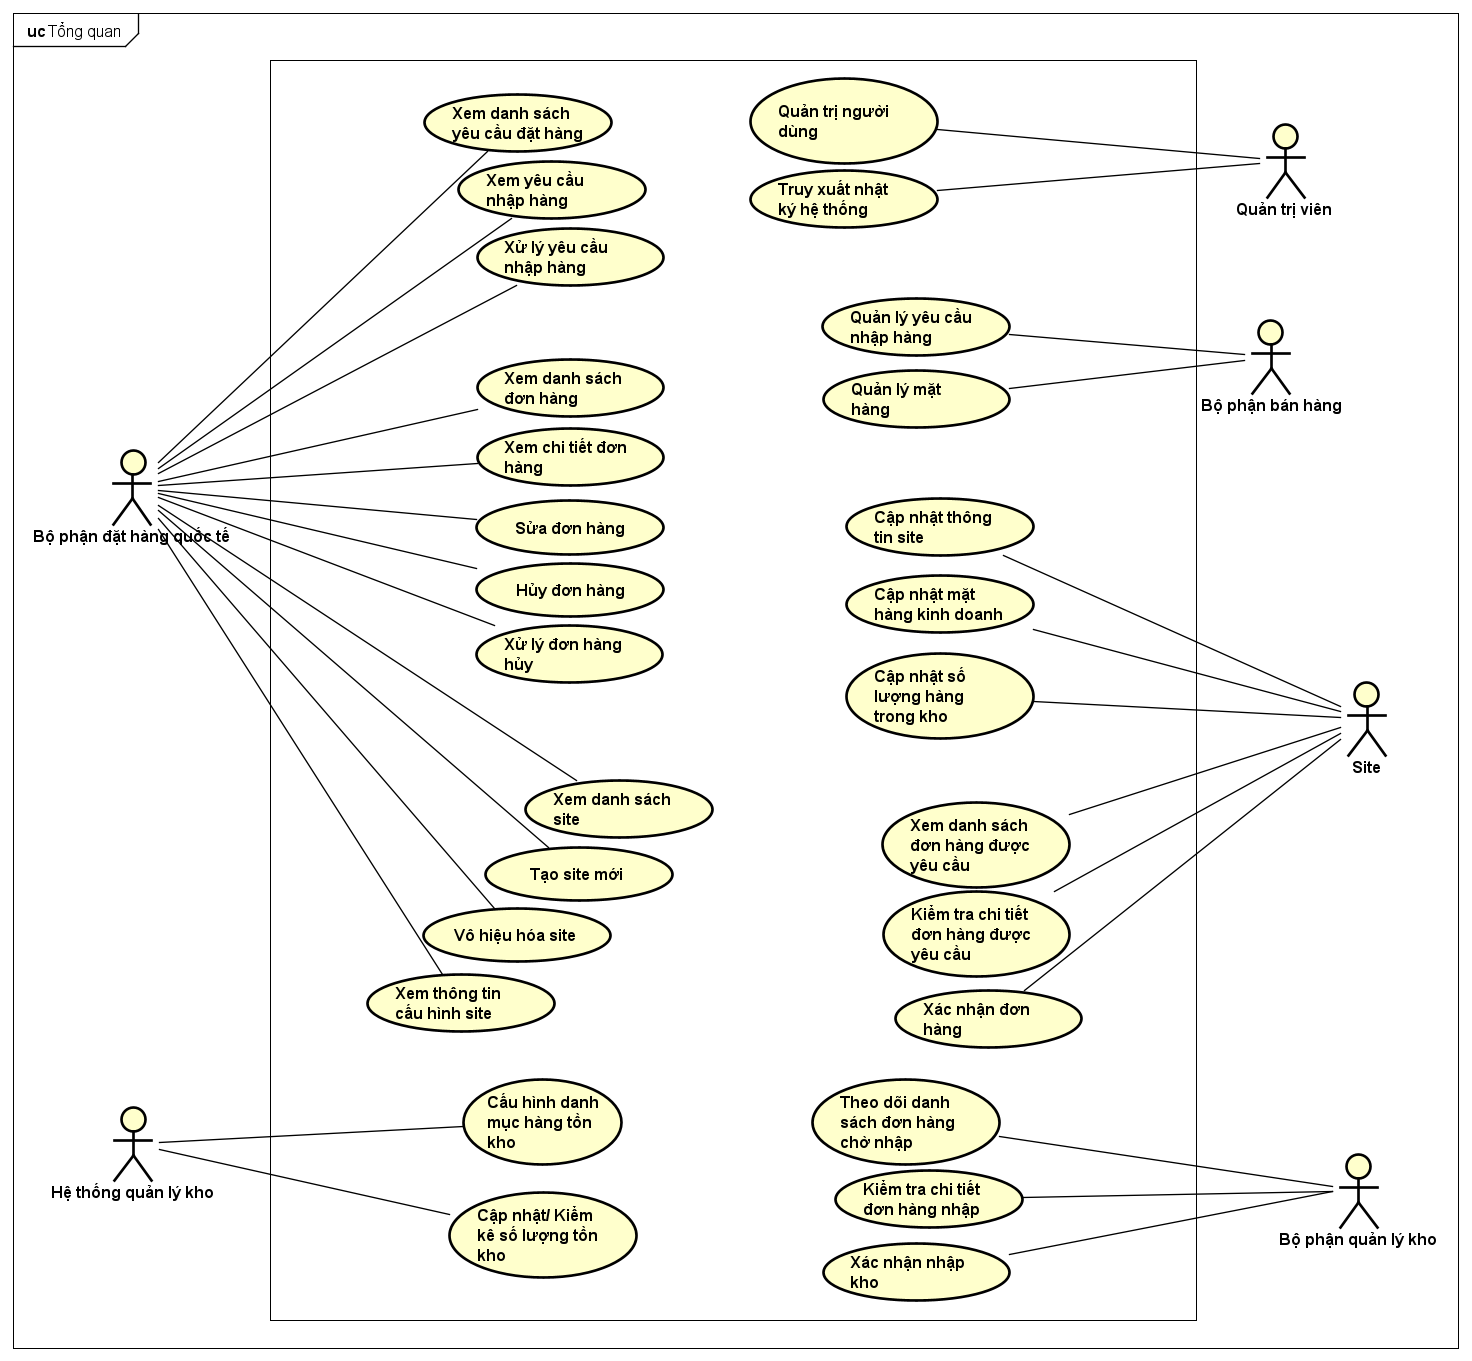 uc Tổng quan
Xem danh sách
yêu cầu đặt hàng
Xem yêu cầu
nhập hàng
Xử lý yêu cầu
nhập hàng
Xem danh sách
đơn hàng
Xem chi tiết đơn
hàng
Sửa đơn hàng
Hủy đơn hàng
Xử lý đơn hàng
hủy
Bộ phận đặt hàng quốc tế
Xem danh sách
site
Tạo site mới
Vô hiệu hóa site
Xem thông tin
cấu hình site
Cấu hình danh
mục hàng tồn
kho
Cập nhật/ Kiểm
kê số lượng tồn
kho
Hệ thống quản lý kho
Quản trị người
dùng
Truy xuất nhật
ký hệ thống
Quản trị viên
Quản lý yêu cầu
nhập hàng
Quản lý mặt
hàng
Bộ phận bán hàng
Cập nhật thông
tin site
Cập nhật mặt
hàng kinh doanh
Cập nhật số
lượng hàng
trong kho
Site
Xem danh sách
đơn hàng được
yêu cầu
Kiểm tra chi tiết
đơn hàng được
yêu cầu
Xác nhận đơn
hàng
Theo dõi danh
sách đơn hàng
chờ nhập
Kiểm tra chi tiết
đơn hàng nhập
Xác nhận nhập
kho
Bộ phận quản lý kho